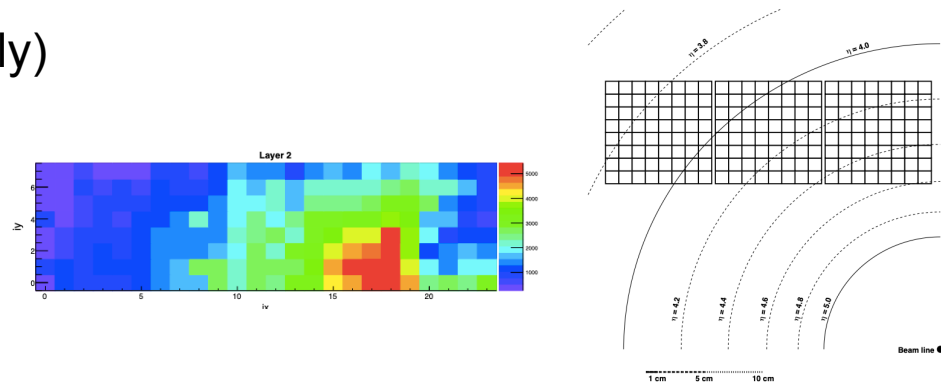 ly)
Layer 2
iy
6
4
2
0
0
5
10
15
20
5000
4000
3000
2000
1000
η = 3.8
η = 4.0
η = 4.2
η = 4.4
η = 4.6
η = 4.8
η = 5.0
Beam line
1 cm 5 cm 10 cm